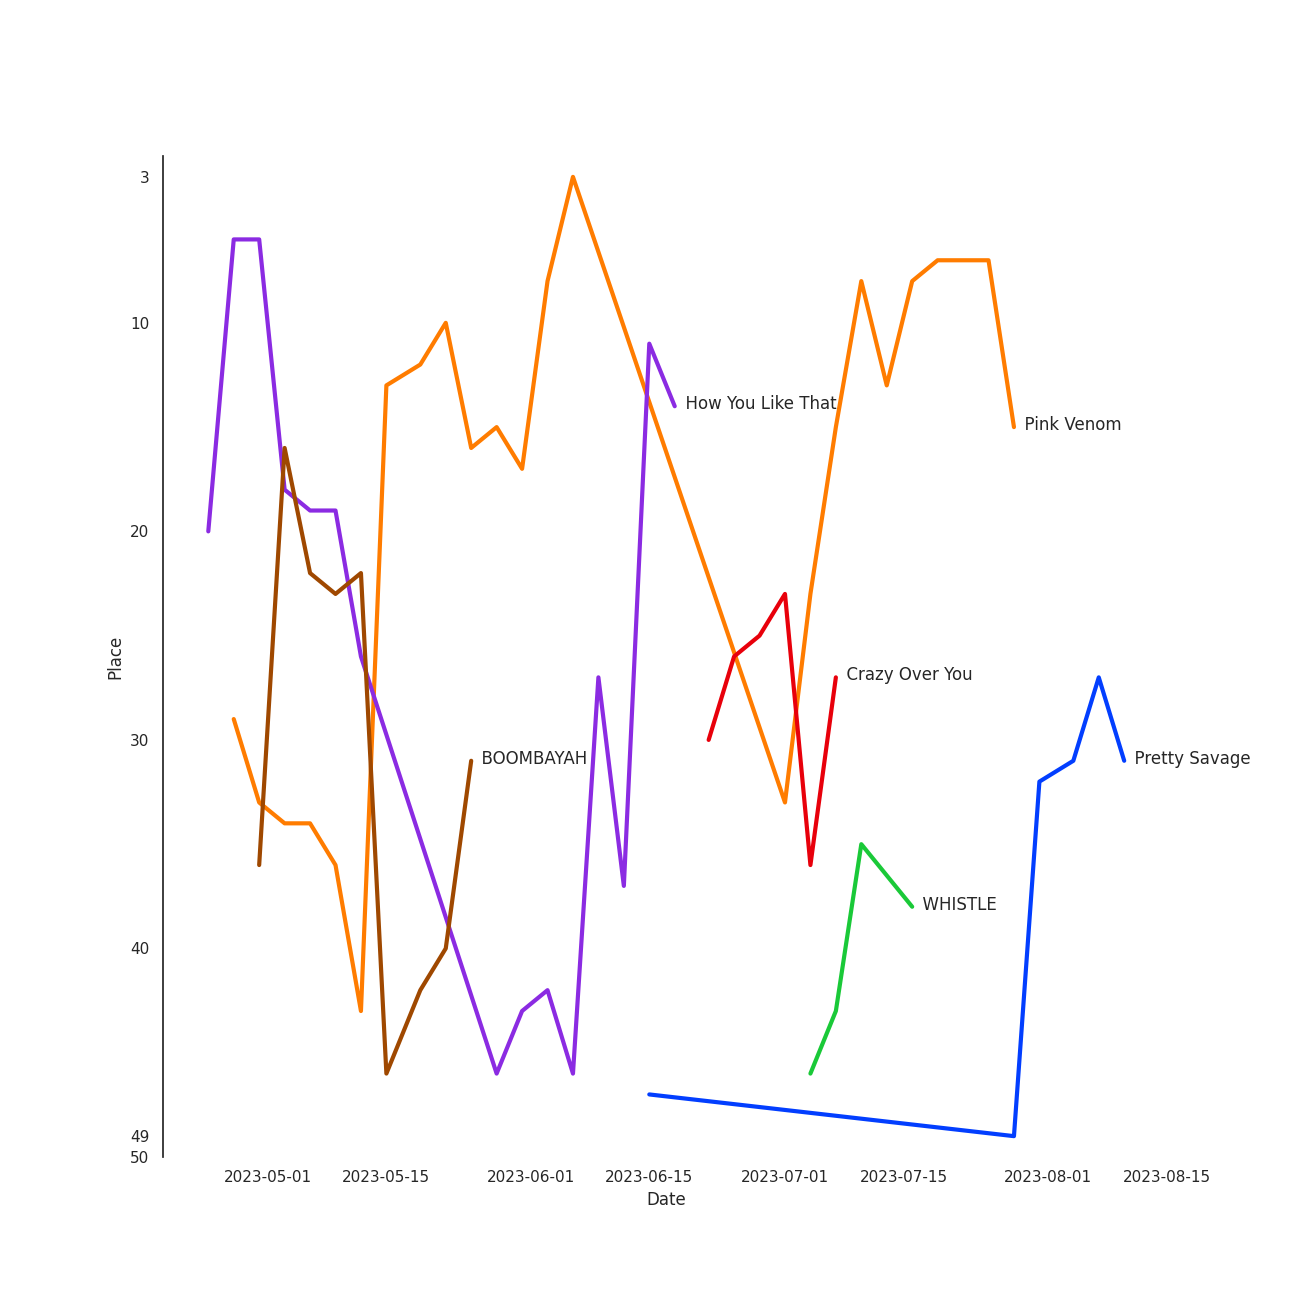 3
10
How You Like That
Pink Venom
20
Place
Crazy Over You
30
BOOMBAYAH
Pretty Savage
WHISTLE
40
49
50
2023-05-01 2023-05-15 2023-06-01 2023-06-15 2023-07-01 2023-07-15 2023-08-01 2023-08-15
Date